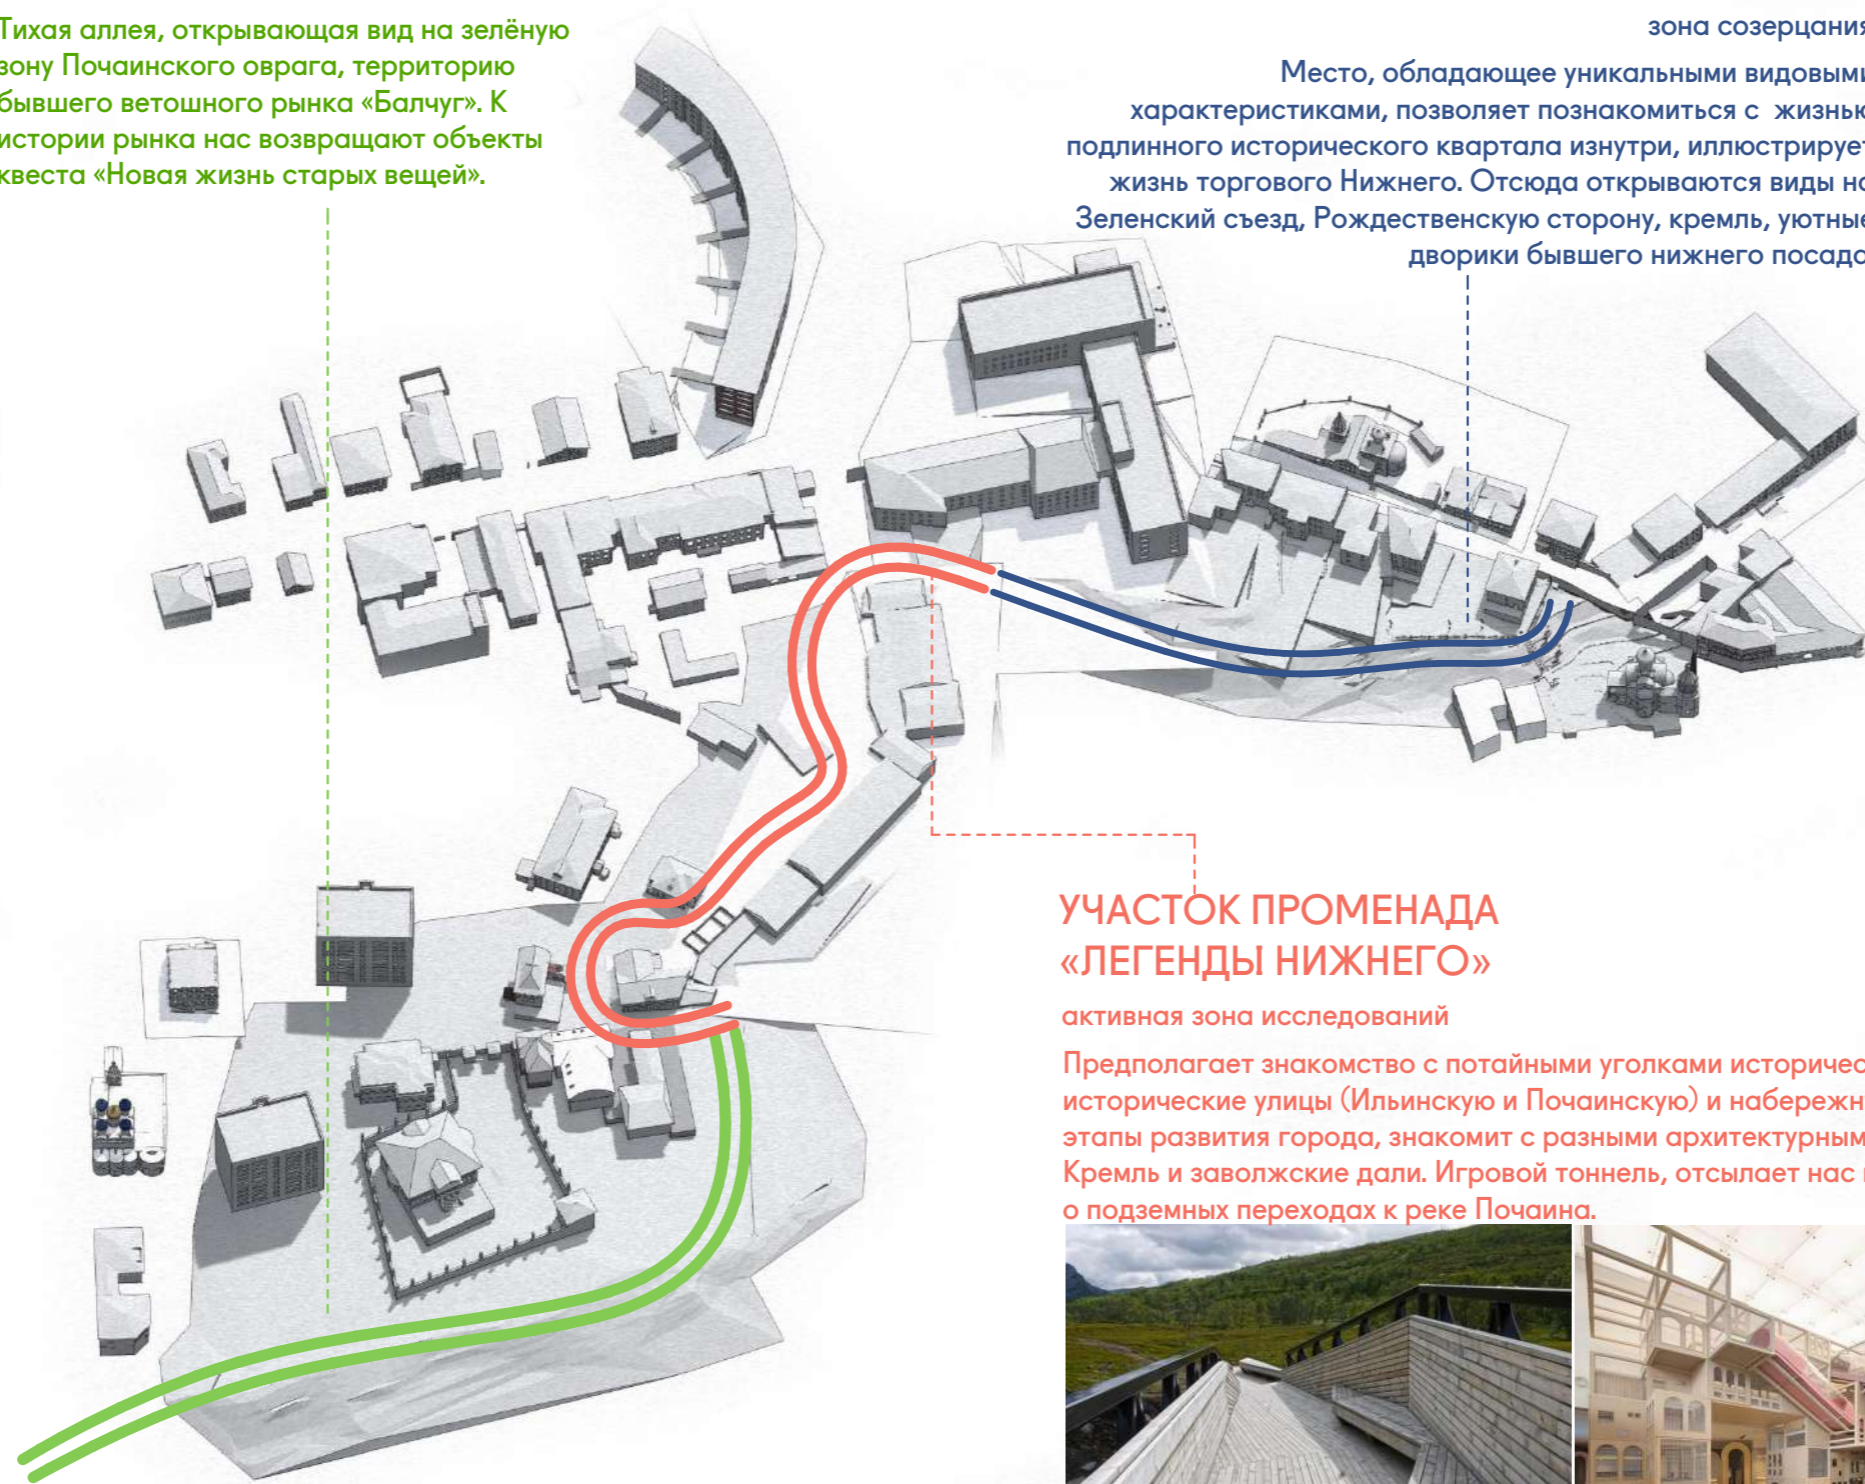 Тихая аллея, открывающая вид на зелёную
зону Почаинского оврага, территорию
бывшего ветошного рынка «Балчуг». К
истории рынка нас возвращают объекты
квеста «Новая жизнь старых вещей».
зона созерцания
Место, обладающее уникальными видовыми
характеристиками, позволяет познакомиться с жизнью
подлинного исторического квартала изнутри, иллюстрирует
жизнь торгового Нижнего. Отсюда открываются виды на
Зеленский съезд, Рождественскую сторону, кремль, уютные
дворики бывшего нижнего посада
УЧАСТОК ПРОМЕНАДА
«ЛЕГЕНДЫ НИЖНЕГО»
активная зона исследований
Предполагает знакомство с потайными уголками историчес
исторические улицы (Ильинскую и Почаинскую) и набережн
этапы развития города, знакомит с разными архитектурным
Кремль и заволжские дали. Игровой тоннель, отсылает нас
о подземных переходах к реке Почаина.